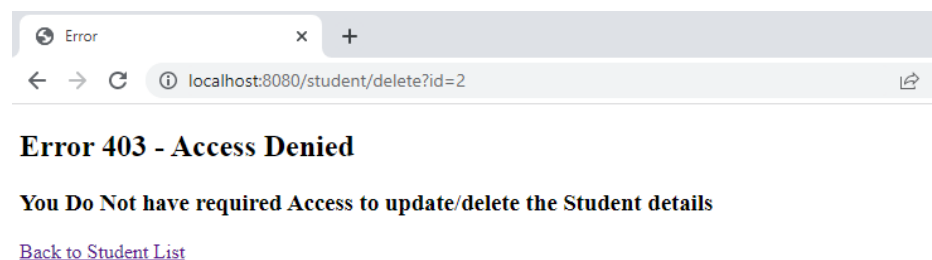 Error
localhost:8080/student/delete?id=2
Error 403 - Access Denied
You Do Not have required Access to update/delete the Student details
Back to Student List